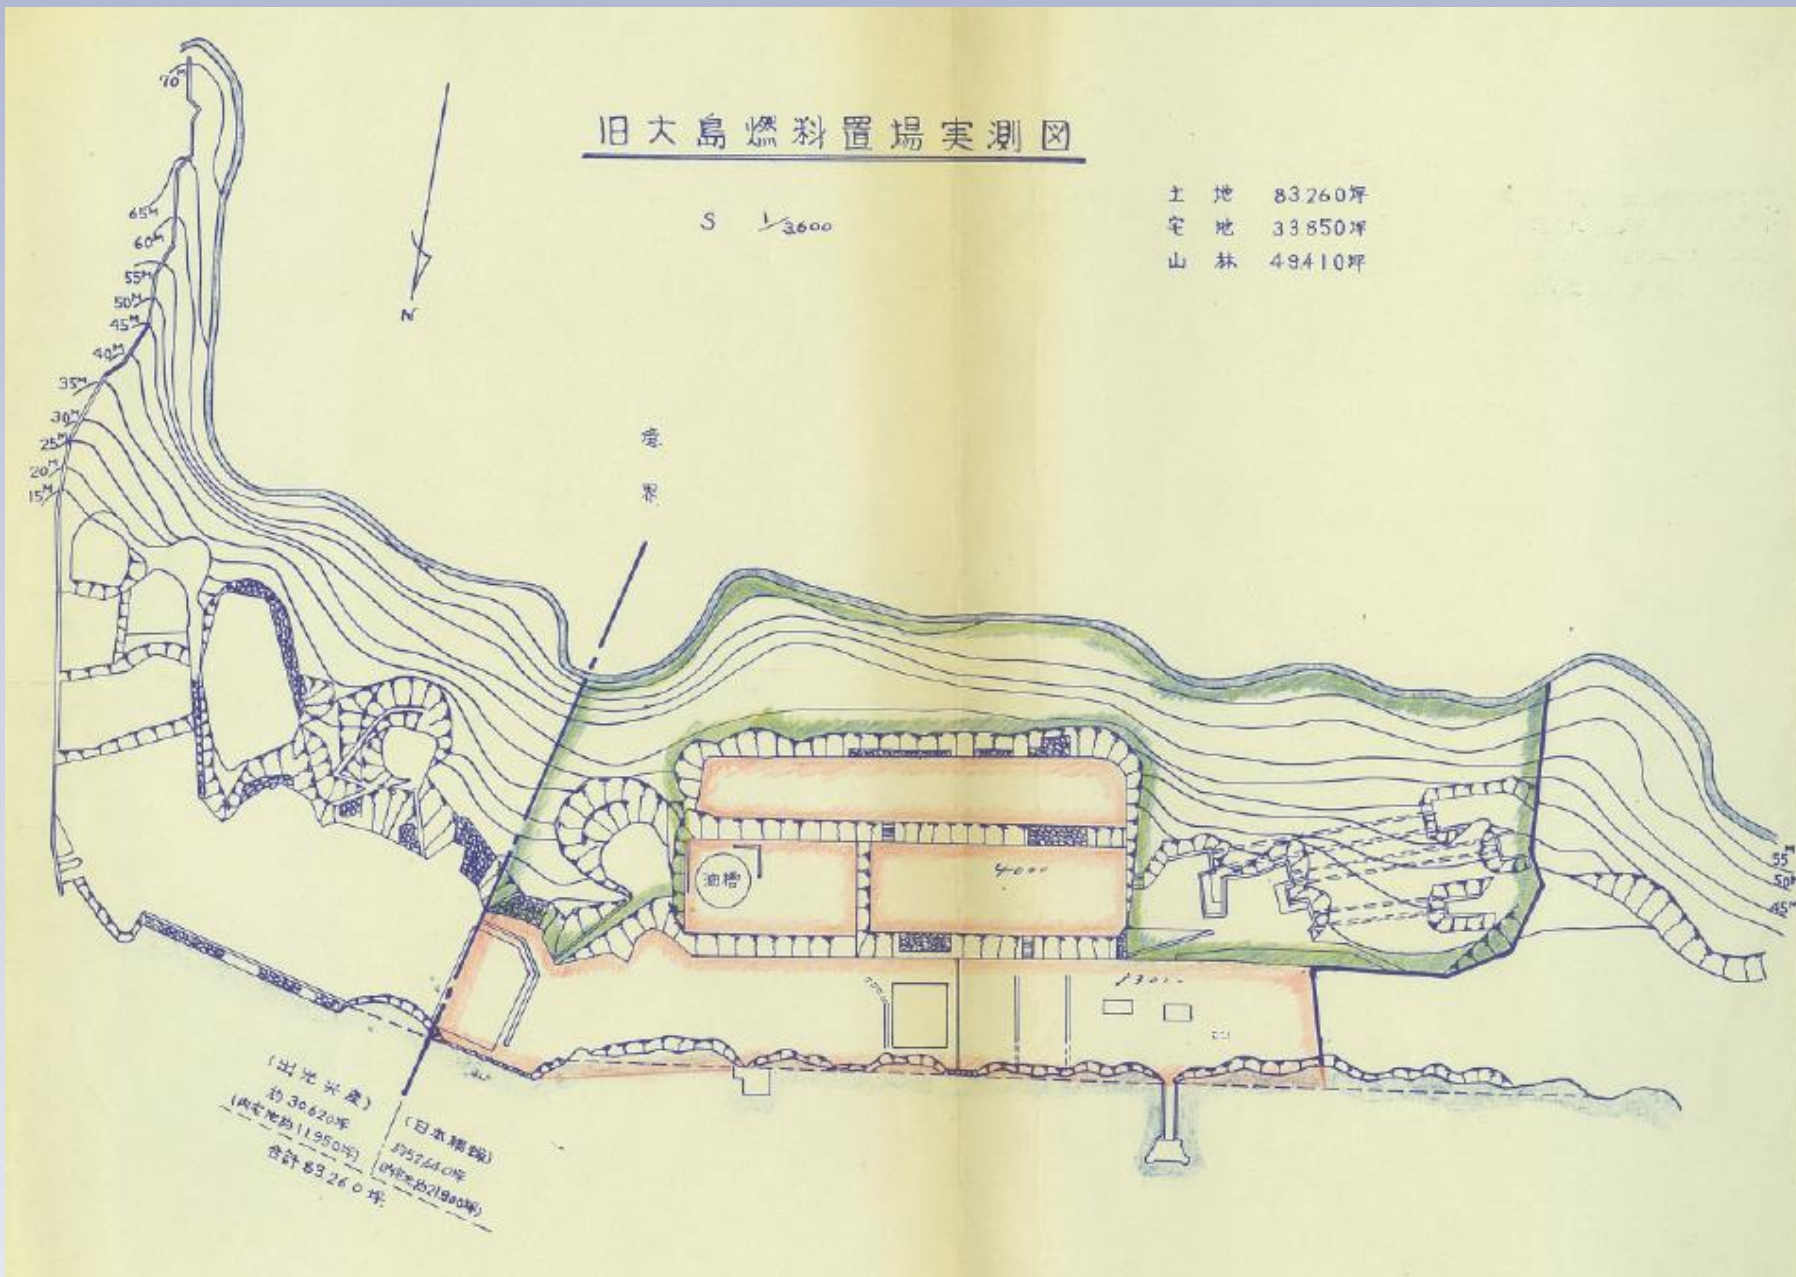 旧大島燃料置場実測図
S 1/3600
土地 83260坪
宅地 33850坪
山林 49410坪
70M
65M
60M
55M
50M
45M
40M
35M
30M
25M
20M
15M
N
界
油槽
4000
55M
50M
45M
(出光興産)
約30620坪
(内宅地約11950坪)
(日本精蠟)
約52640坪
(内宅地約21900坪)
合計83260坪